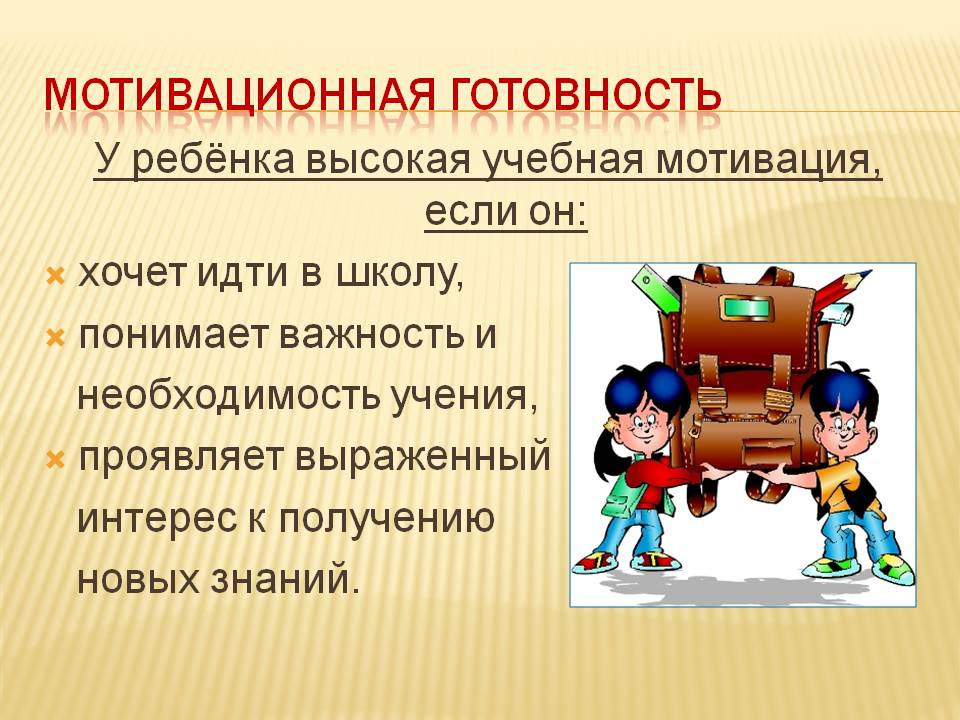 МОТИВАЦИОННАЯ ГОТОВНОСТЬ
У ребёнка высокая учебная мотивация,
если он:
хочет идти в школу,
понимает важность и
необходимость учения,
проявляет выраженный
интерес к получению
новых знаний.